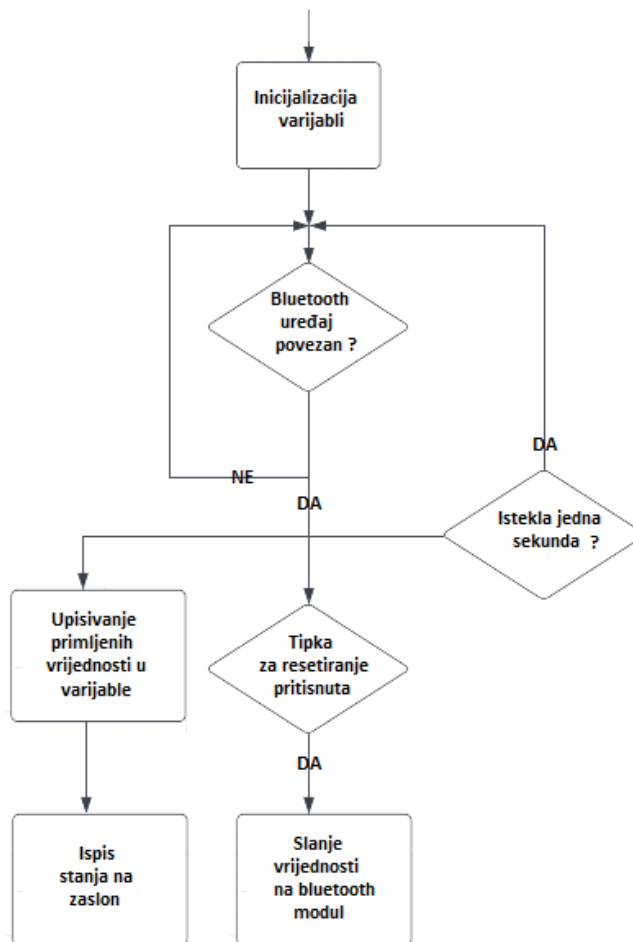 Inicijalizacija
varijabli
Bluetooth
uređaj
povezan ?
NE
DA
DA
Istekla jedna
sekunda ?
Upisivanje
primljenih
vrijednosti u
varijable
Tipka
za resetiranje
pritisnuta
DA
Ispis
stanja na
zaslon
Slanje
vrijednosti
na bluetooth
modul